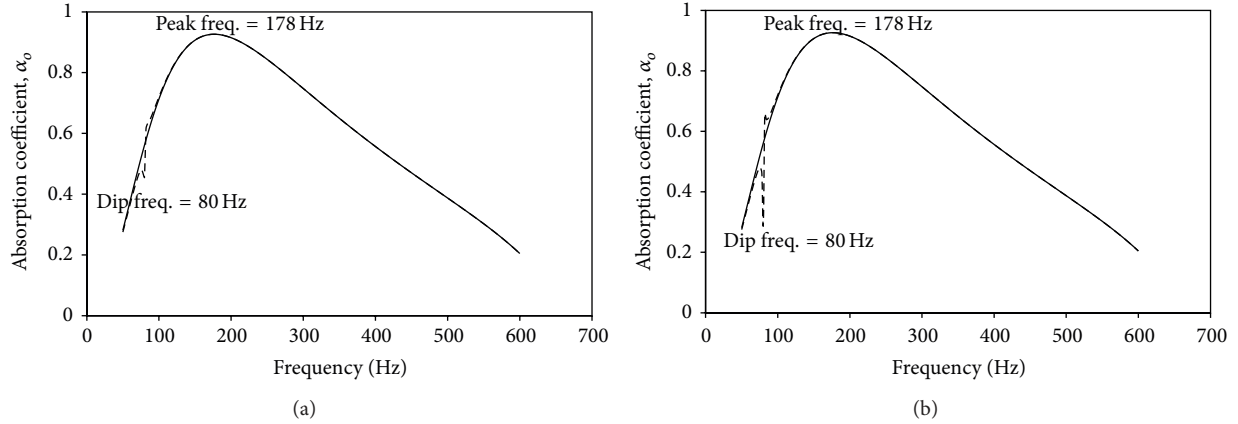 Absorption coefficient, αo
1
0.8
0.6
0.4
0.2
0
Peak freq. = 178 Hz
Dip freq. = 80 Hz
0 100 200 300 400 500 600 700
Frequency (Hz)
(a)
Absorption coefficient, αo
1
0.8
0.6
0.4
0.2
0
Peak freq. = 178 Hz
Dip freq. = 80 Hz
0 100 200 300 400 500 600 700
Frequency (Hz)
(b)